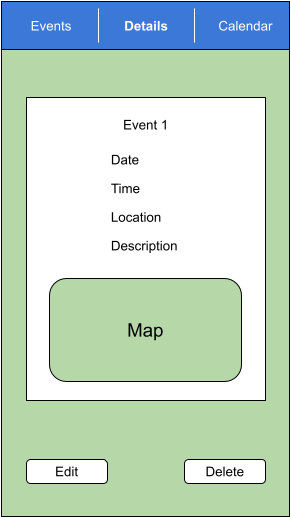 Events Details Calendar
Event 1
Date
Time
Location
Description
Map
Edit Delete